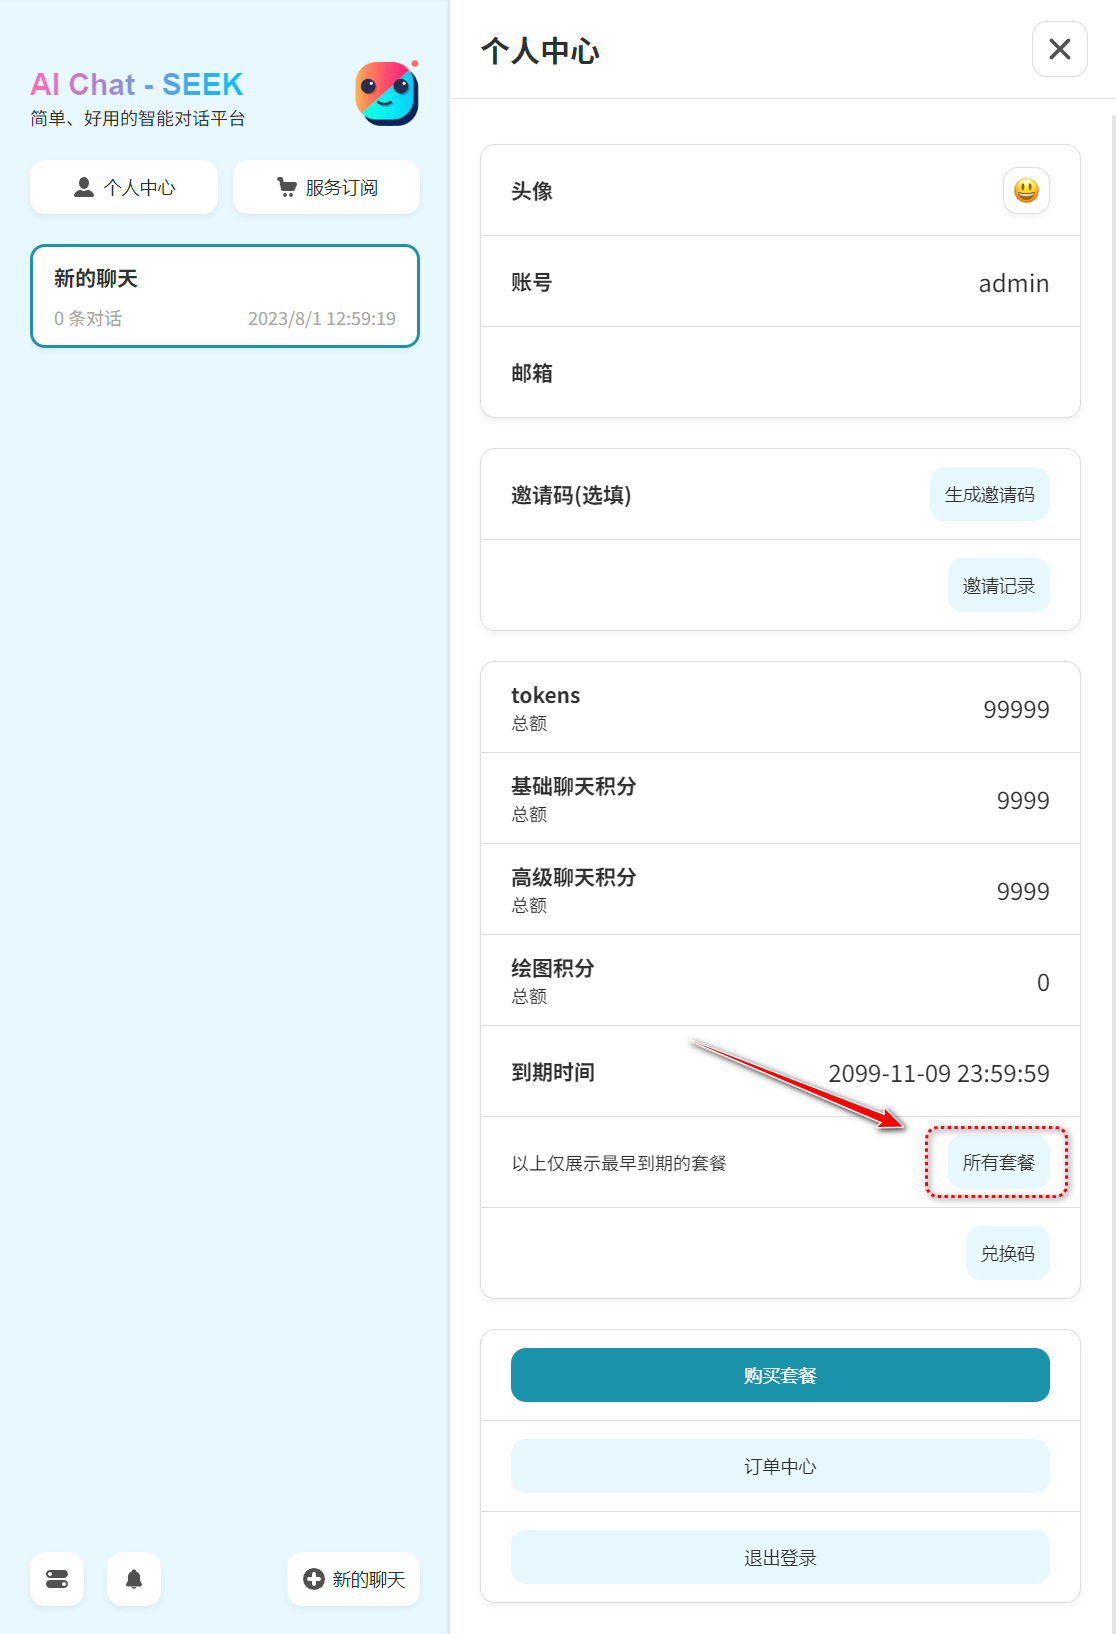 AI Chat - SEEK
简单、好用的智能对话平台
个人中心
服务订阅
新的聊天
0 条对话
2023/8/1 12:59:19
新的聊天
个人中心
头像
账号
admin
邮箱
邀请码(选填)
生成邀请码
邀请记录
tokens
总额
99999
基础聊天积分
总额
9999
高级聊天积分
总额
9999
绘图积分
总额
0
到期时间
2099-11-09 23:59:59
以上仅展示最早到期的套餐
所有套餐
兑换码
购买套餐
订单中心
退出登录